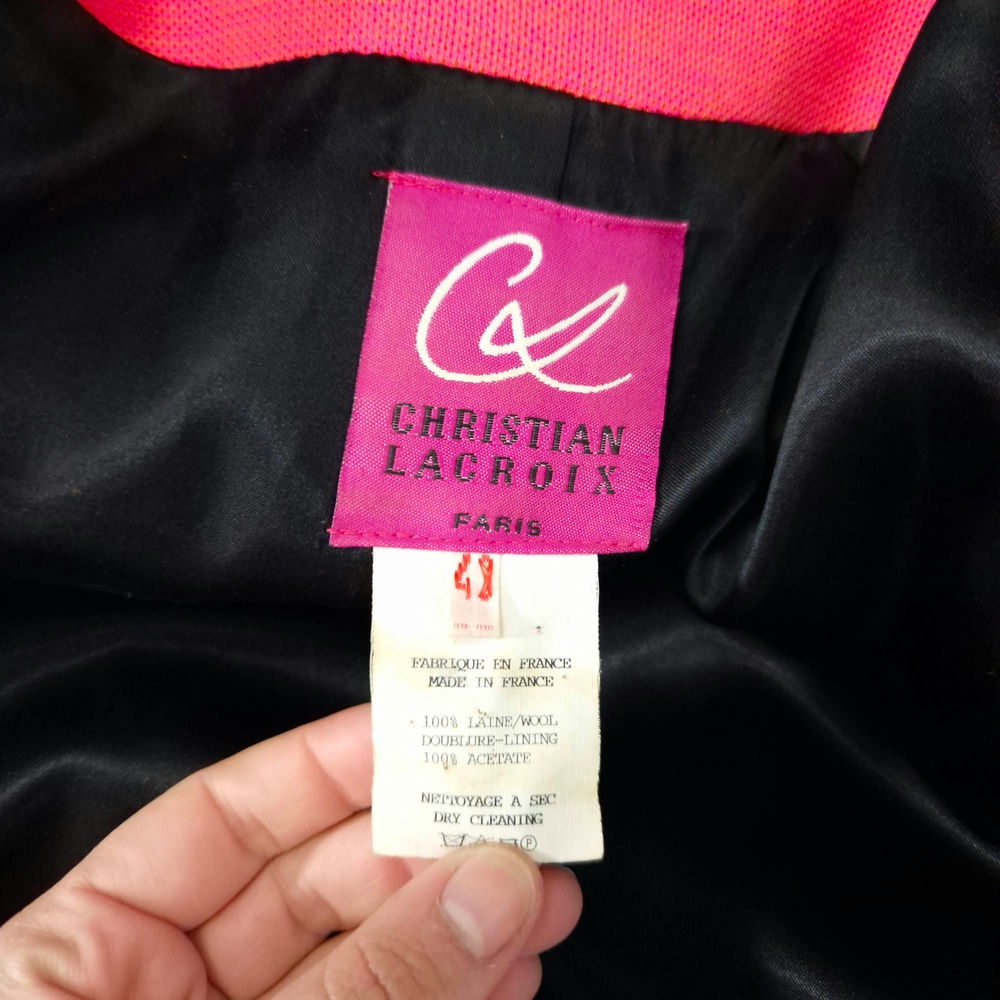 CL
CHRISTIAN
LACROIX
PARIS
FABRIQUE EN FRANCE
MADE IN FRANCE
100% LAINE/WOOL
DOUBLURE-LINING
100% ACETATE
NETTOYAGE A SEC
DRY CLEANING
P